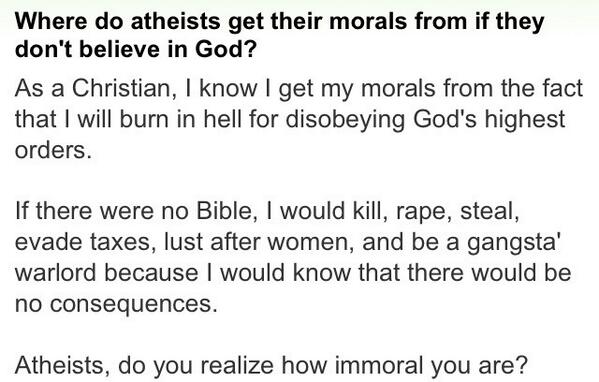 Where do atheists get their morals from if they
don't believe in God?
As a Christian, I know I get my morals from the fact
that I will burn in hell for disobeying God's highest
orders.
If there were no Bible, I would kill, rape, steal,
evade taxes, lust after women, and be a gangsta'
warlord because I would know that there would be
no consequences.
Atheists, do you realize how immoral you are?